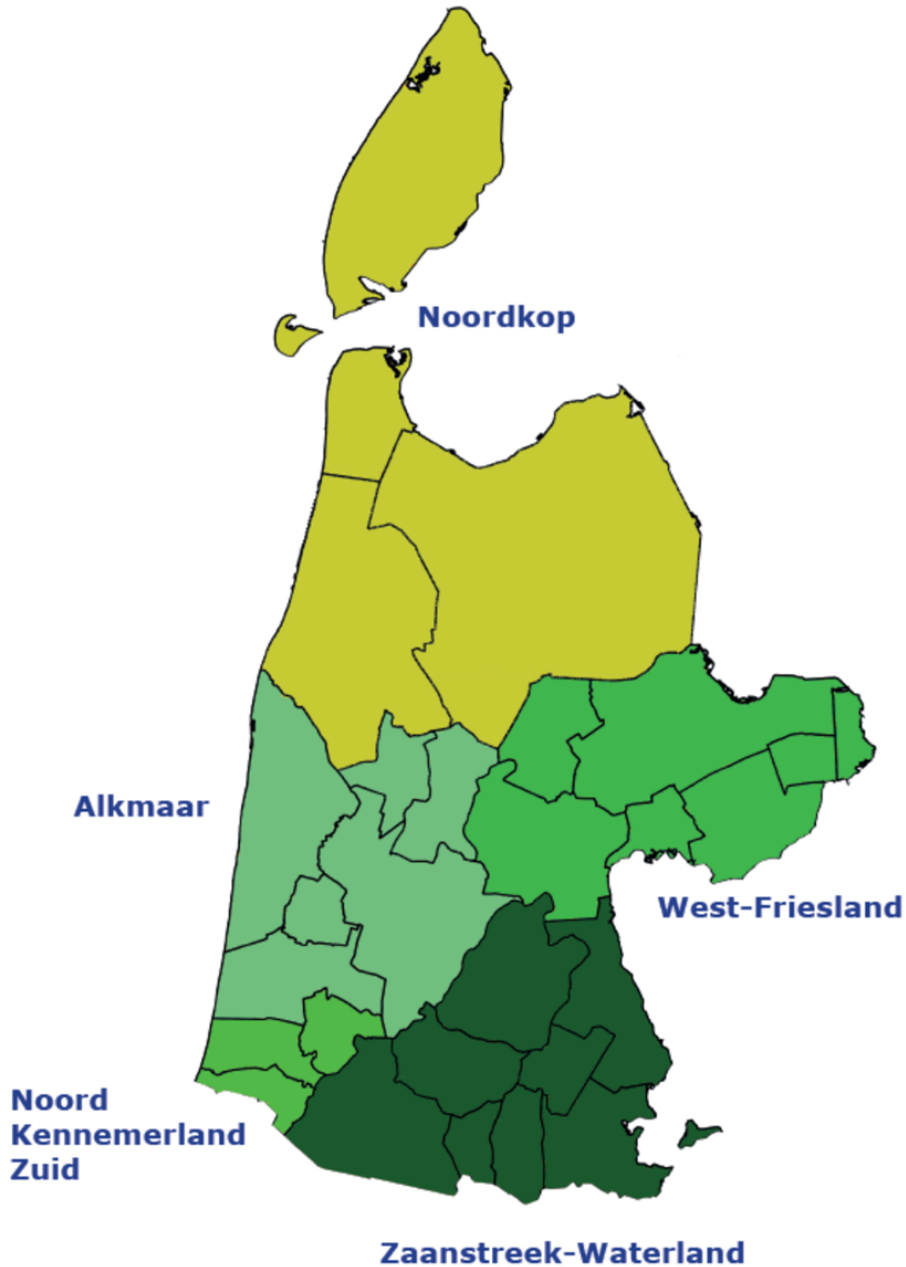 Noordkop
Alkmaar
West-Friesland
Noord
Kennemerland
Zuid
Zaanstreek-Waterland